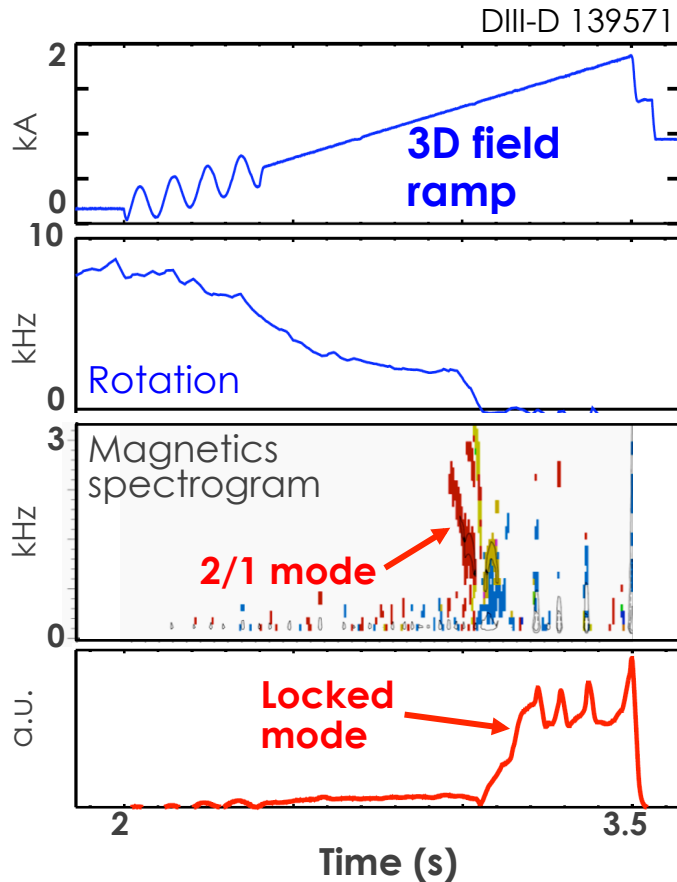 DIII-D 139571
2
kA
3D field
ramp
0
10
kHz
Rotation
0
3
Magnetics
spectrogram
kHz
2/1 mode
0
a.u.
Locked
mode
2
3.5
Time (s)